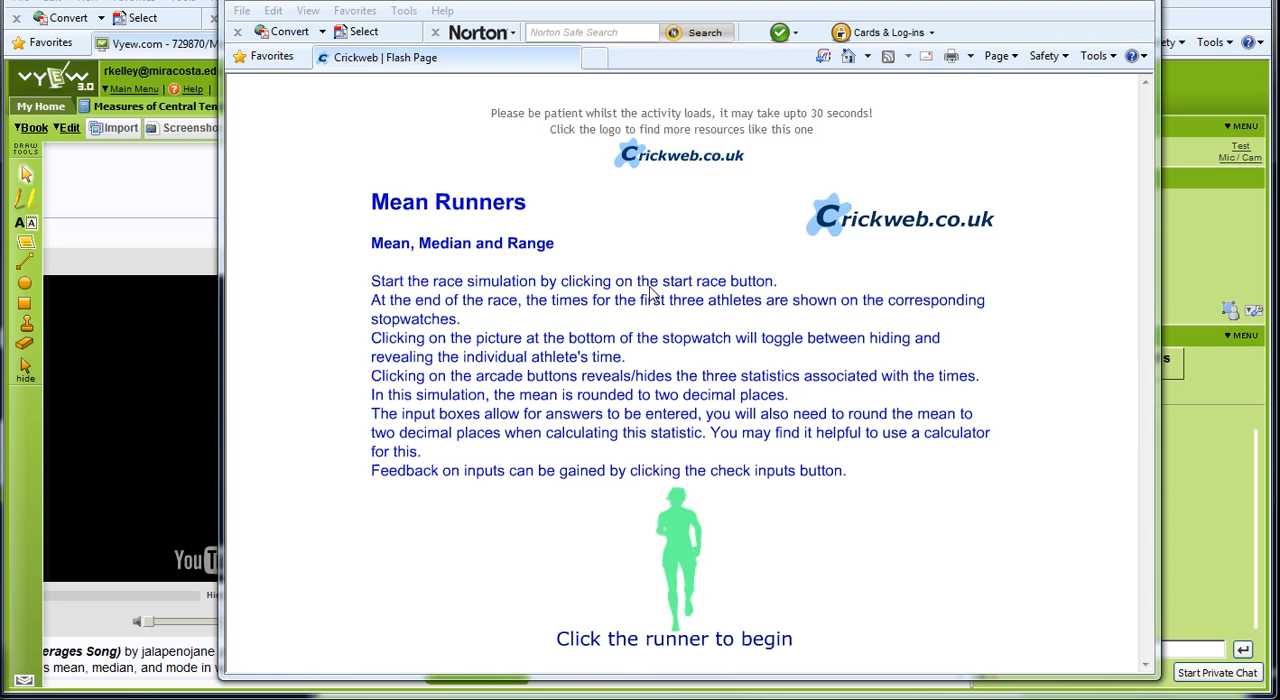 File Edit View Favorites Tools Help
Convert Select
Convert Select Norton Norton Safe Search Search Cards & Log-ins
Favorites Vyew.com - 729870/M
Favorites Crickweb | Flash Page Page Safety Tools
Tools
VYEW 3.0 rkelley@miracosta.ed
Main Menu Help
My Home Measures of Central Ten
Book Edit Import Screensho
DRAW TOOLS
hide
MENU
Test
Mic / Cam
MENU
s
Please be patient whilst the activity loads, it may take upto 30 seconds!
Click the logo to find more resources like this one
Crickweb.co.uk
Mean Runners
Crickweb.co.uk
Mean, Median and Range
Start the race simulation by clicking on the start race button.
At the end of the race, the times for the first three athletes are shown on the corresponding
stopwatches.
Clicking on the picture at the bottom of the stopwatch will toggle between hiding and
revealing the individual athlete's time.
Clicking on the arcade buttons reveals/hides the three statistics associated with the times.
In this simulation, the mean is rounded to two decimal places.
The input boxes allow for answers to be entered, you will also need to round the mean to
two decimal places when calculating this statistic. You may find it helpful to use a calculator
for this.
Feedback on inputs can be gained by clicking the check inputs button.
Click the runner to begin
You
Hi
erages Song) by jalapenojane
s mean, median, and mode in
Start Private Chat